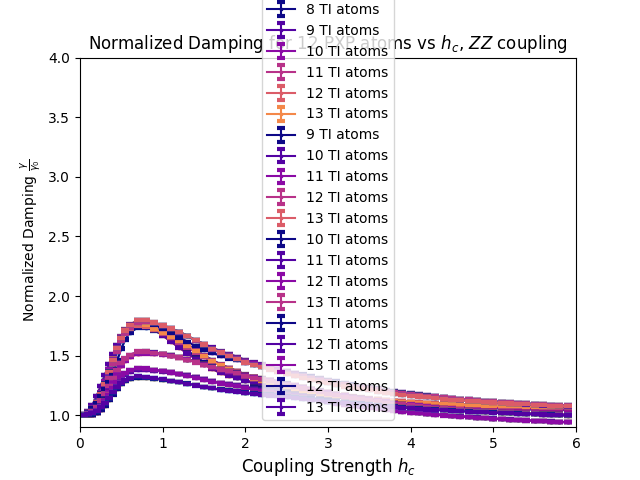 8 TI atoms
9 TI atoms
Normalized Damping for 12 PXP atoms vs h_c, ZZ coupling
10 TI atoms
11 TI atoms
12 TI atoms
13 TI atoms
9 TI atoms
10 TI atoms
11 TI atoms
12 TI atoms
13 TI atoms
10 TI atoms
11 TI atoms
12 TI atoms
13 TI atoms
11 TI atoms
12 TI atoms
13 TI atoms
12 TI atoms
13 TI atoms
Normalized Damping γ/γ₀
4.0
3.5
3.0
2.5
2.0
1.5
1.0
0 1 2 3 4 5 6
Coupling Strength h_c